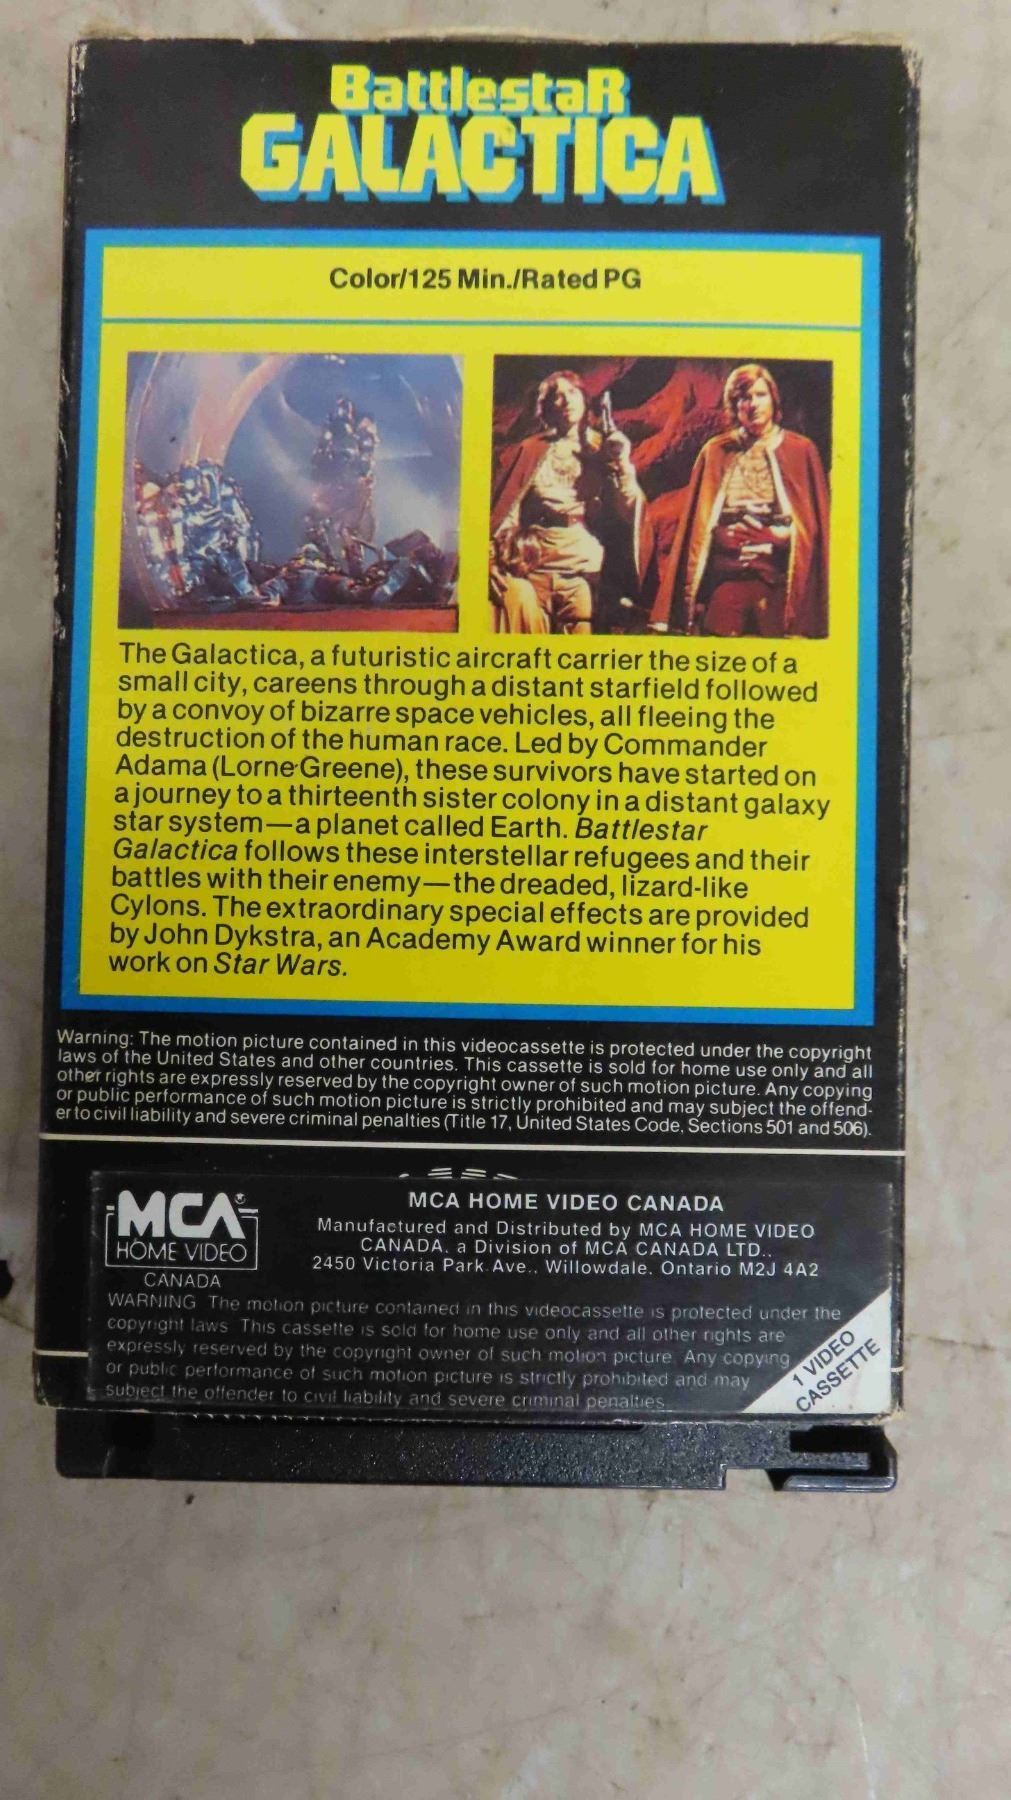 BattlestaR
GALACTICA
Color/125 Min./Rated PG
The Galactica, a futuristic aircraft carrier the size of a
small city, careens through a distant starfield followed
by a convoy of bizarre space vehicles, all fleeing the
destruction of the human race. Led by Commander
Adama (Lorne Greene), these survivors have started on
a journey to a thirteenth sister colony in a distant galaxy
star system—a planet called Earth. Battlestar
Galactica follows these interstellar refugees and their
battles with their enemy—the dreaded, lizard-like
Cylons. The extraordinary special effects are provided
by John Dykstra, an Academy Award winner for his
work on Star Wars.
Warning: The motion picture contained in this videocassette is protected under the copyright
laws of the United States and other countries. This cassette is sold for home use only and all
other rights are expressly reserved by the copyright owner of such motion picture. Any copying
or public performance of such motion picture is strictly prohibited and may subject the offend-
er to civil liability and severe criminal penalties (Title 17, United States Code, Sections 501 and 506).
MCA®
HOME VIDEO
CANADA
MCA HOME VIDEO CANADA
Manufactured and Distributed by MCA HOME VIDEO
CANADA, a Division of MCA CANADA LTD.,
2450 Victoria Park Ave., Willowdale, Ontario M2J 4A2
WARNING The motion picture contained in this videocassette is protected under the
copyright laws. This cassette is sold for home use only and all other rights are
expressly reserved by the copyright owner of such motion picture. Any copying
or public performance of such motion picture is strictly prohibited and may
subject the offender to civil liability and severe criminal penalties.
1 VIDEO
CASSETTE